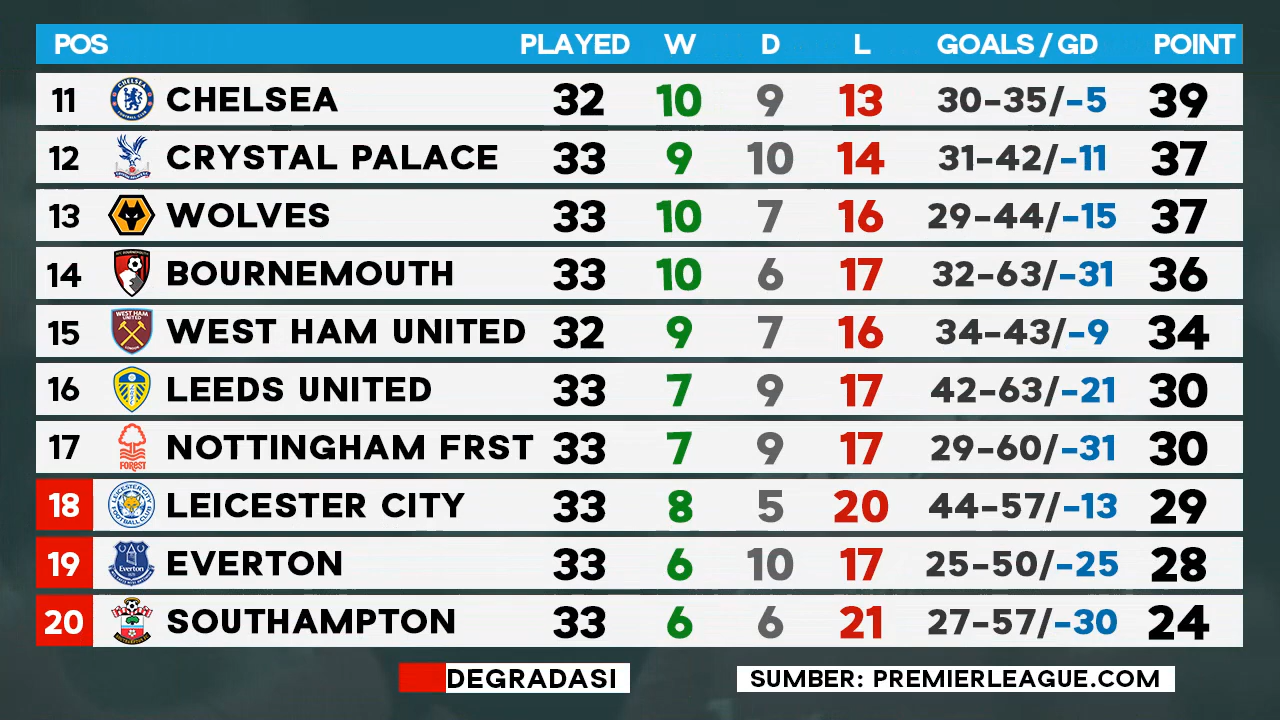 POS PLAYED W D L GOALS / GD POINT
11 CHELSEA 32 10 9 13 30-35/-5 39
12 CRYSTAL PALACE 33 9 10 14 31-42/-11 37
13 WOLVES 33 10 7 16 29-44/-15 37
14 BOURNEMOUTH 33 10 6 17 32-63/-31 36
15 WEST HAM UNITED 32 9 7 16 34-43/-9 34
16 LEEDS UNITED 33 7 9 17 42-63/-21 30
17 FOREST NOTTINGHAM FRST 33 7 9 17 29-60/-31 30
18 LEICESTER CITY 33 8 5 20 44-57/-13 29
19 Everton EVERTON 33 6 10 17 25-50/-25 28
20 SOUTHAMPTON 33 6 6 21 27-57/-30 24
DEGRADASI SUMBER: PREMIERLEAGUE.COM